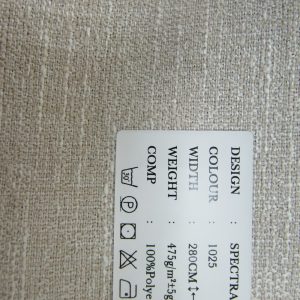 DESIGN : SPECTRA
COLOUR : 1025
WIDTH : 280CM
WEIGHT : 475g/m²±5g
COMP : 100%Polye